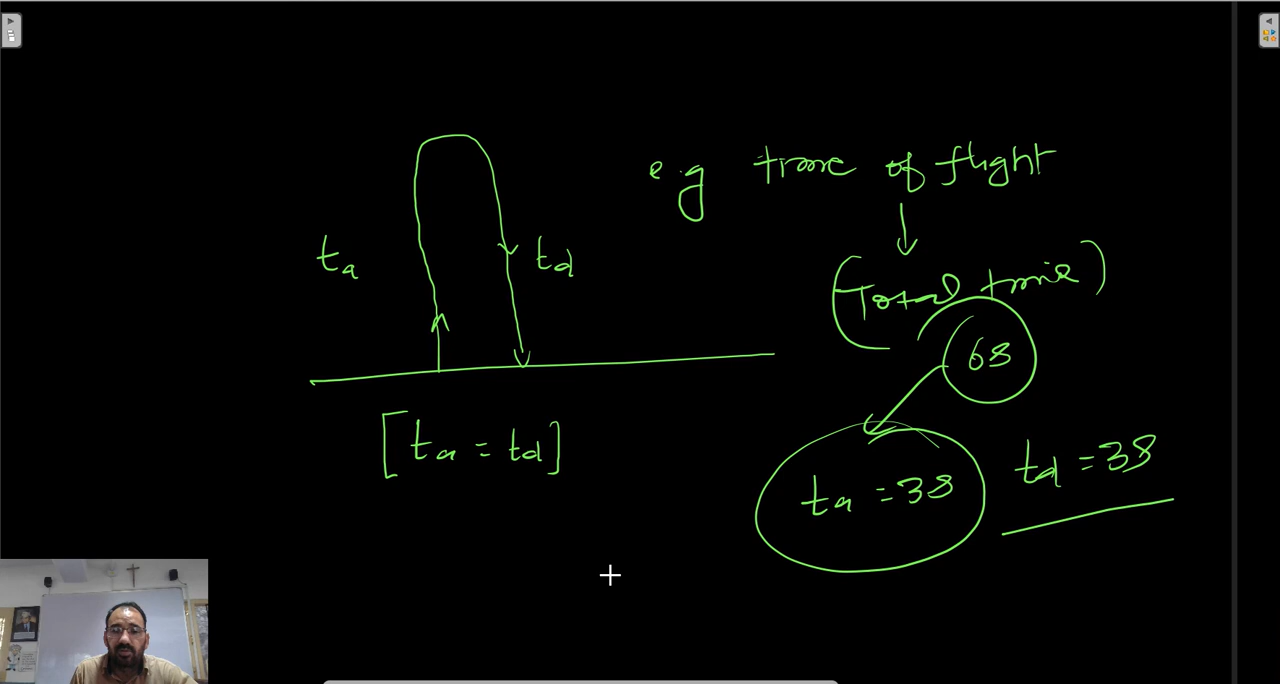 e.g time of flight
ta
td
(Total time)
6s
[ta = td]
ta = 3s
td = 3s